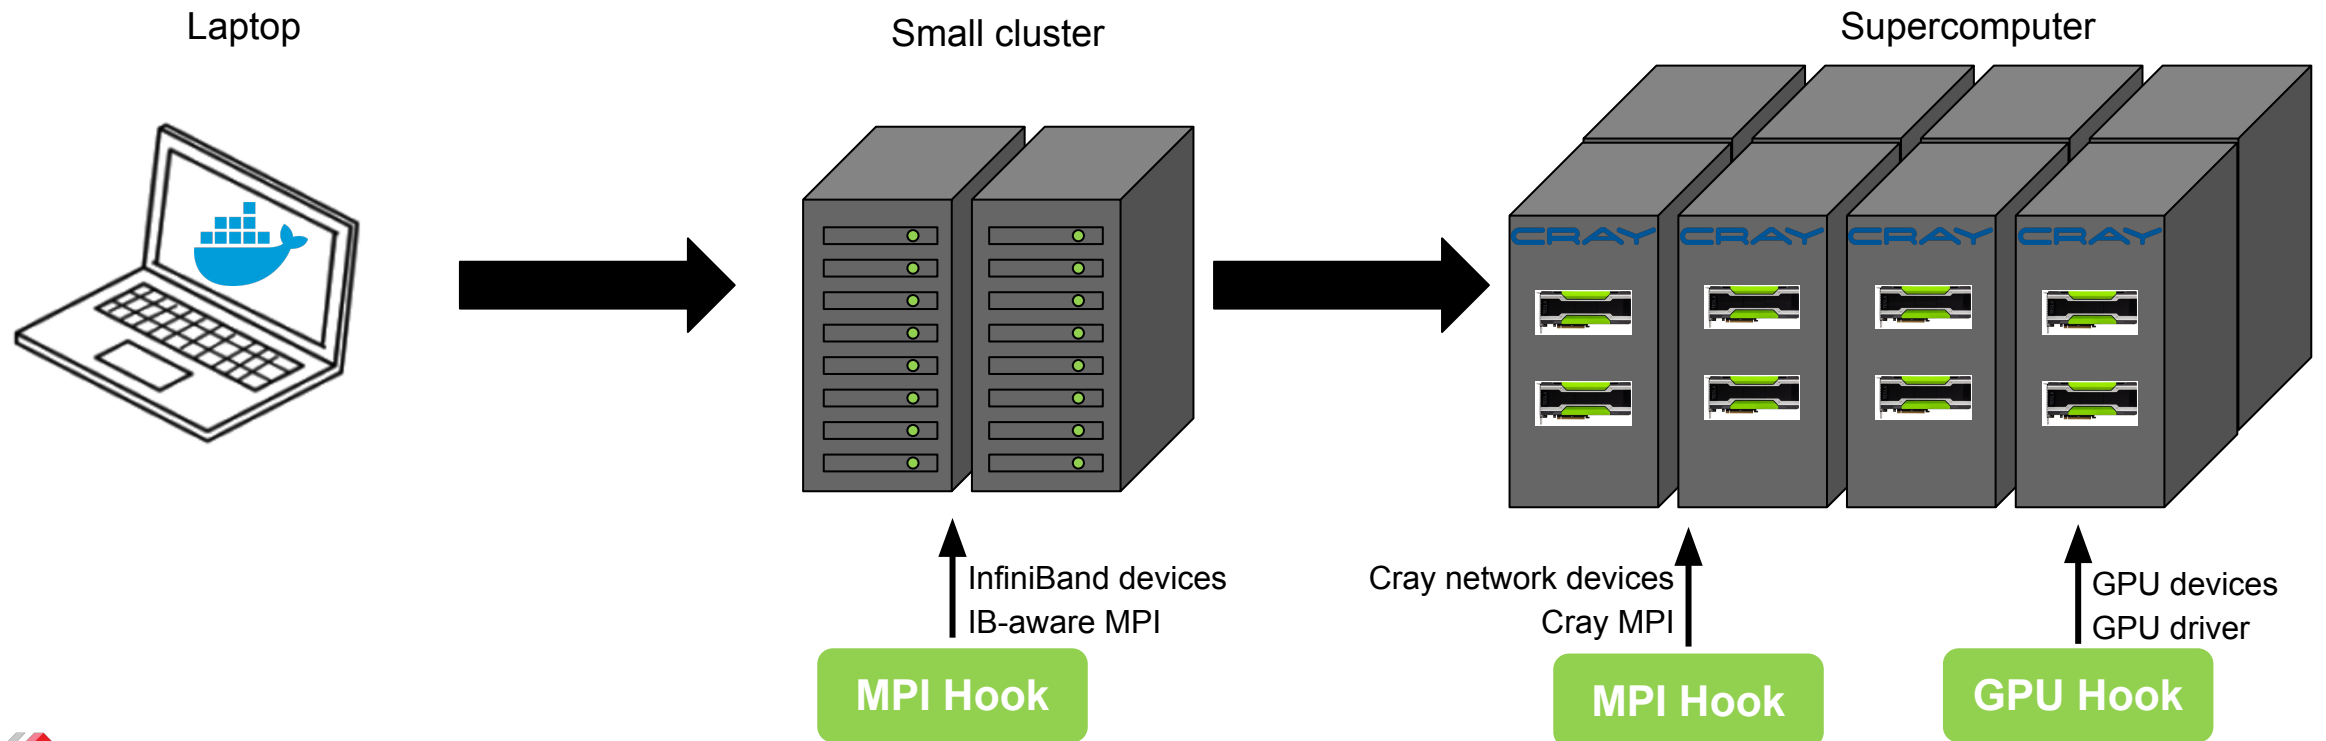 Laptop
Small cluster
Supercomputer
CRAY CRAY CRAY CRAY
InfiniBand devices
IB-aware MPI
MPI Hook
Cray network devices
Cray MPI
MPI Hook
GPU devices
GPU driver
GPU Hook